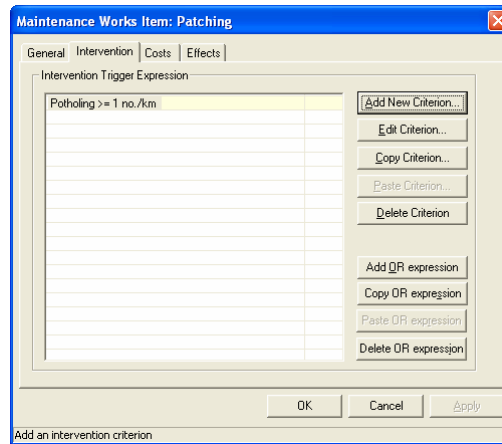 Maintenance Works Item: Patching
General Intervention Costs Effects
Intervention Trigger Expression
Potholing >= 1 no./km
Add New Criterion...
Edit Criterion...
Copy Criterion...
Paste Criterion...
Delete Criterion
Add OR expression
Copy OR expression
Paste OR expression
Delete OR expression
OK Cancel Apply
Add an intervention criterion